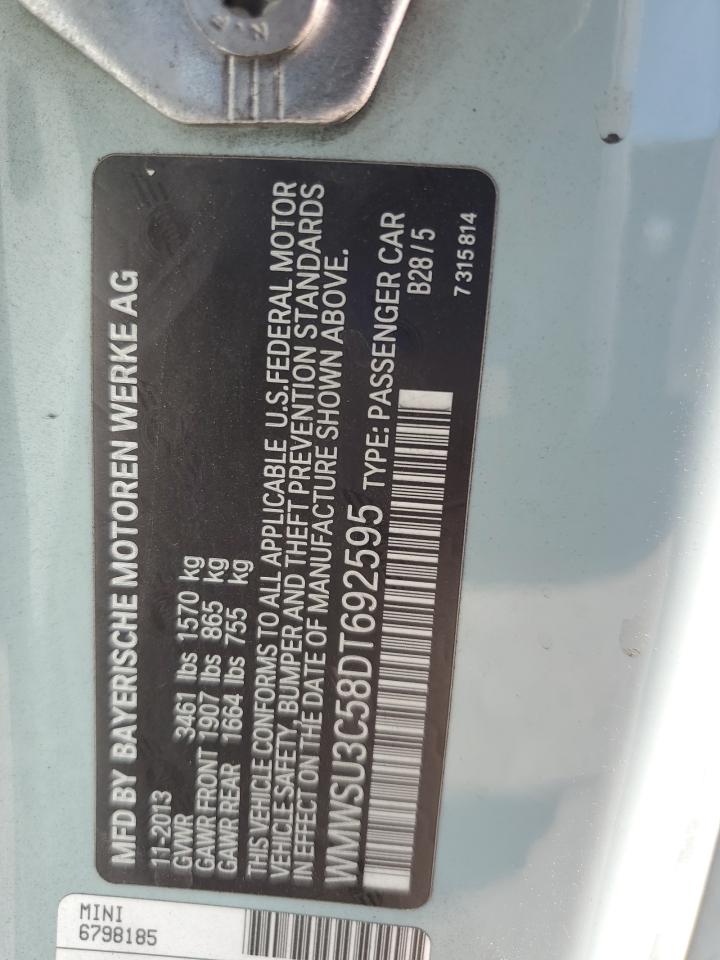 MFD BY BAYERISCHE MOTOREN WERKE AG
11-2013
GVWR 3461 lbs 1570 kg
GAWR FRONT 1907 lbs 865 kg
GAWR REAR 1664 lbs 755 kg
THIS VEHICLE CONFORMS TO ALL APPLICABLE U.S.FEDERAL MOTOR
VEHICLE SAFETY, BUMPER AND THEFT PREVENTION STANDARDS
IN EFFECT ON THE DATE OF MANUFACTURE SHOWN ABOVE.
WMWSU3C58DT692595 TYPE: PASSENGER CAR
B28/5
7 315 814
MINI
6798185